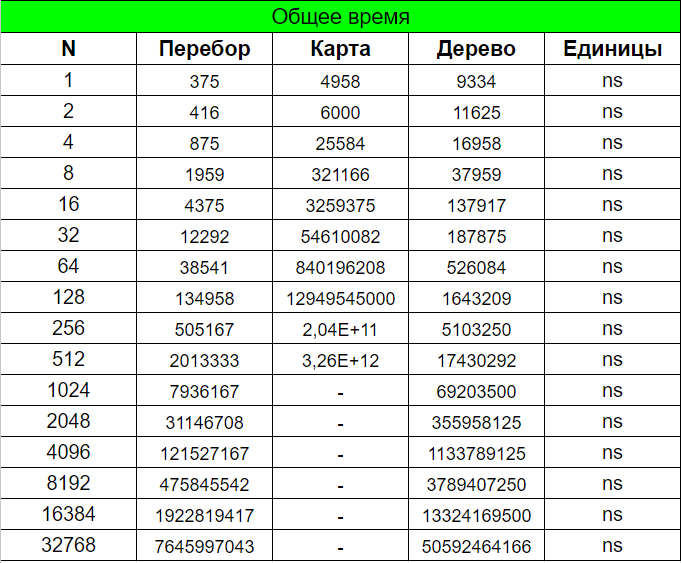 Общее время
N Перебор Карта Дерево Единицы
1 375 4958 9334 ns
2 416 6000 11625 ns
4 875 25584 16958 ns
8 1959 321166 37959 ns
16 4375 3259375 137917 ns
32 12292 54610082 187875 ns
64 38541 840196208 526084 ns
128 134958 12949545000 1643209 ns
256 505167 2,04E+11 5103250 ns
512 2013333 3,26E+12 17430292 ns
1024 7936167 - 69203500 ns
2048 31146708 - 355958125 ns
4096 121527167 - 1133789125 ns
8192 475845542 - 3789407250 ns
16384 1922819417 - 13324169500 ns
32768 7645997043 - 50592464166 ns